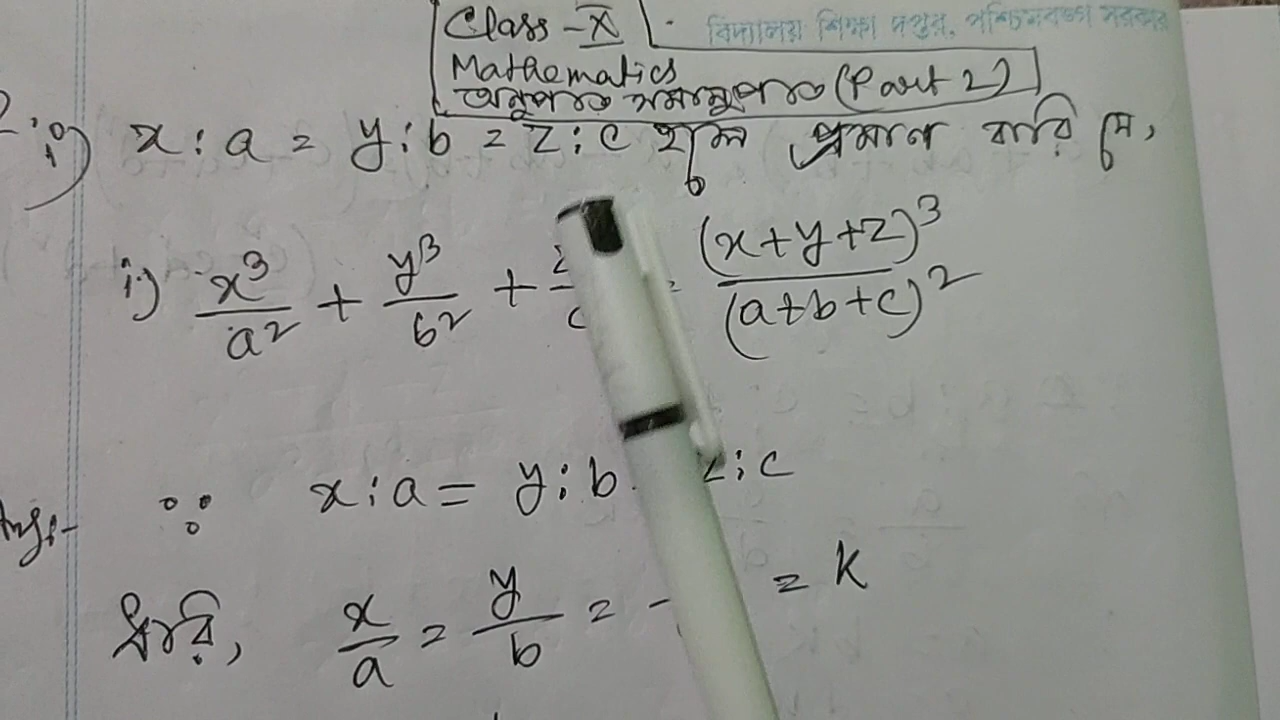 Class - X
বিদ্যালয় শিক্ষা দপ্তর, পশ্চিমবঙ্গ সরকার
Mathematics
অনুপাত সমানুপাত (Part 2)
i) x : a = y : b = z : c হলে প্রমাণ করি যে,
i) x³/a² + y³/b² + = (x+y+z)³/(a+b+c)²
Ans:- ∵ x : a = y : b z : c
ধরি, x/a = y/b = = k